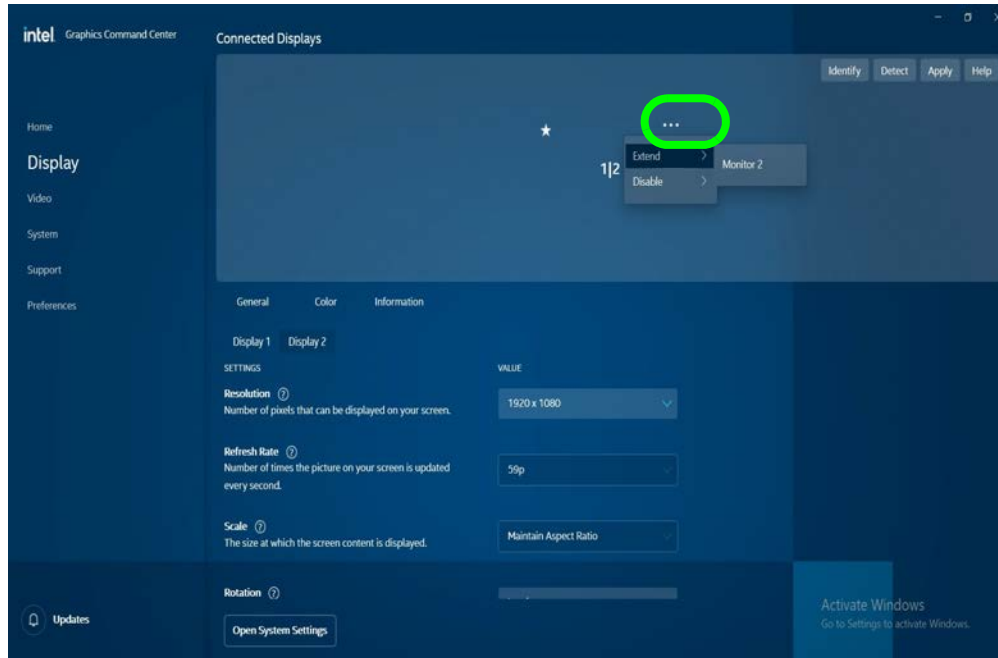 intel. Graphics Command Center
Connected Displays
Identify Detect Apply Help
Home
Display
Video
System
Support
Preferences
...
1|2
Extend
Monitor 2
Disable
General Color Information
Display 1 Display 2
SETTINGS VALUE
Resolution ?
Number of pixels that can be displayed on your screen.
1920 x 1080
Refresh Rate ?
Number of times the picture on your screen is updated
every second.
59p
Scale ?
The size at which the screen content is displayed.
Maintain Aspect Ratio
Rotation ?
Open System Settings
Updates
Activate Windows
Go to Settings to activate Windows.